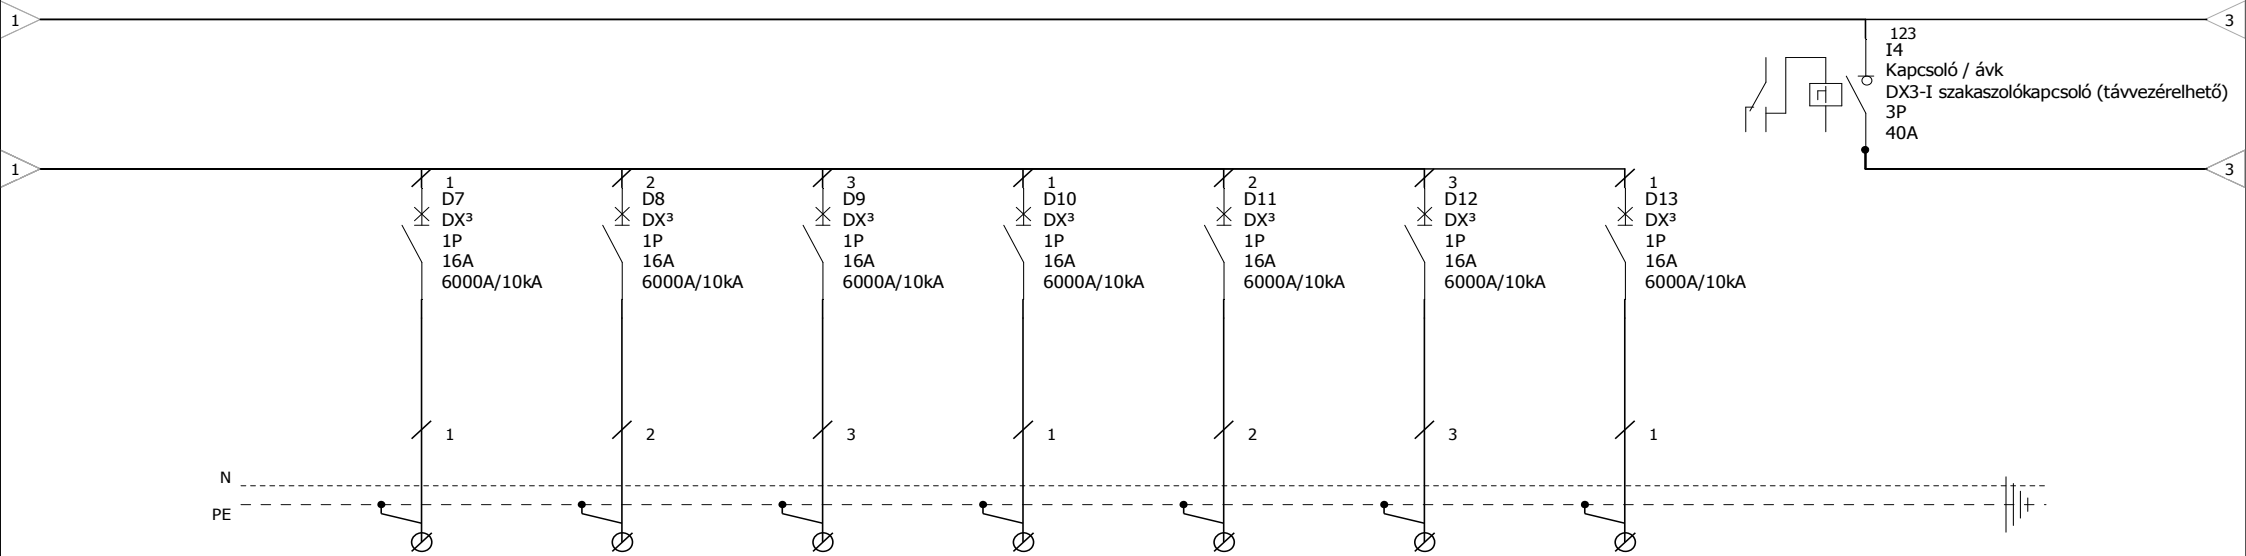 1
3
123
I4
Kapcsoló / ávk
DX3-I szakaszolókapcsoló (távvezérelhető)
3P
40A
1
3
1
D7
DX³
1P
16A
6000A/10kA
2
D8
DX³
1P
16A
6000A/10kA
3
D9
DX³
1P
16A
6000A/10kA
1
D10
DX³
1P
16A
6000A/10kA
2
D11
DX³
1P
16A
6000A/10kA
3
D12
DX³
1P
16A
6000A/10kA
1
D13
DX³
1P
16A
6000A/10kA
1
2
3
1
2
3
1
N
PE